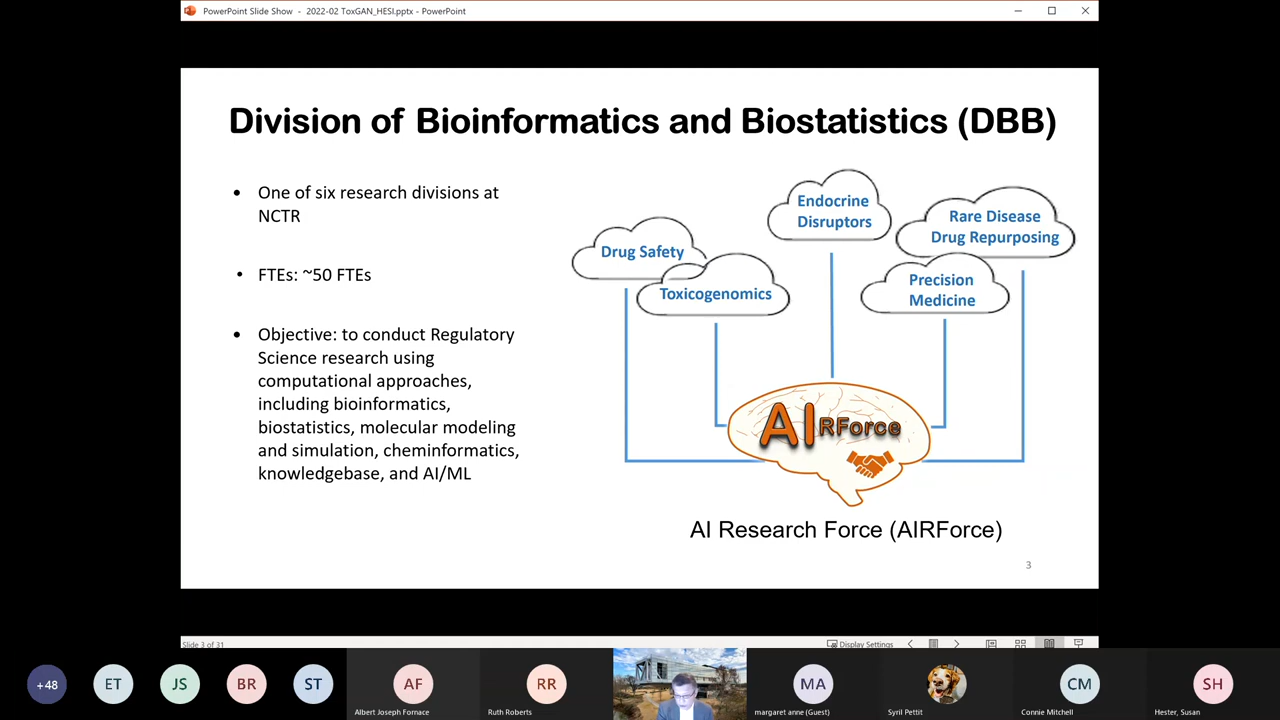 PowerPoint Slide Show - 2022-02 ToxGAN_HESI.pptx - PowerPoint
Division of Bioinformatics and Biostatistics (DBB)
• One of six research divisions at
NCTR
• FTEs: ~50 FTEs
• Objective: to conduct Regulatory
Science research using
computational approaches,
including bioinformatics,
biostatistics, molecular modeling
and simulation, cheminformatics,
knowledgebase, and AI/ML
Drug Safety
Toxicogenomics
Endocrine
Disruptors
Rare Disease
Drug Repurposing
Precision
Medicine
AIRForce
AI Research Force (AIRForce)
3
Slide 3 of 31
Display Settings
+48
ET
JS
BR
ST
AF
Albert Joseph Fornace
RR
Ruth Roberts
MA
margaret anne (Guest)
Syril Pettit
CM
Connie Mitchell
SH
Hester, Susan